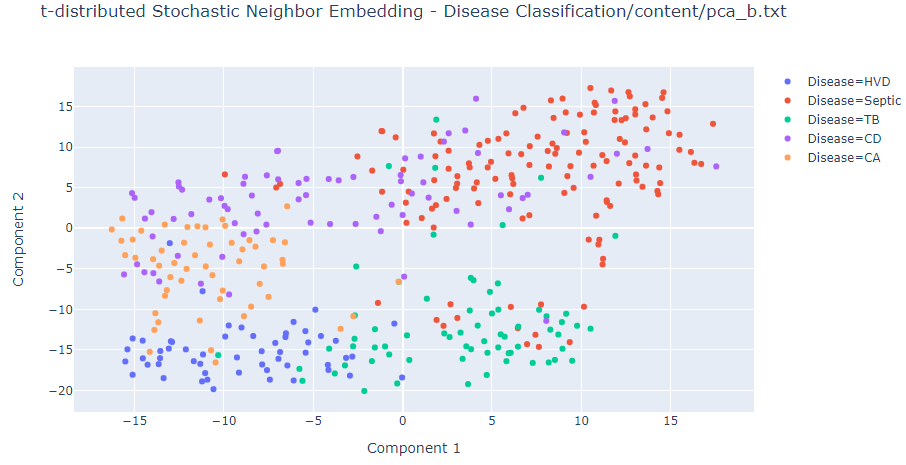 t-distributed Stochastic Neighbor Embedding - Disease Classification/content/pca_b.txt
Disease=HVD
Disease=Septic
Disease=TB
Disease=CD
Disease=CA
15
10
5
0
−5
−10
−15
−20
Component 2
−15
−10
−5
0
5
10
15
Component 1